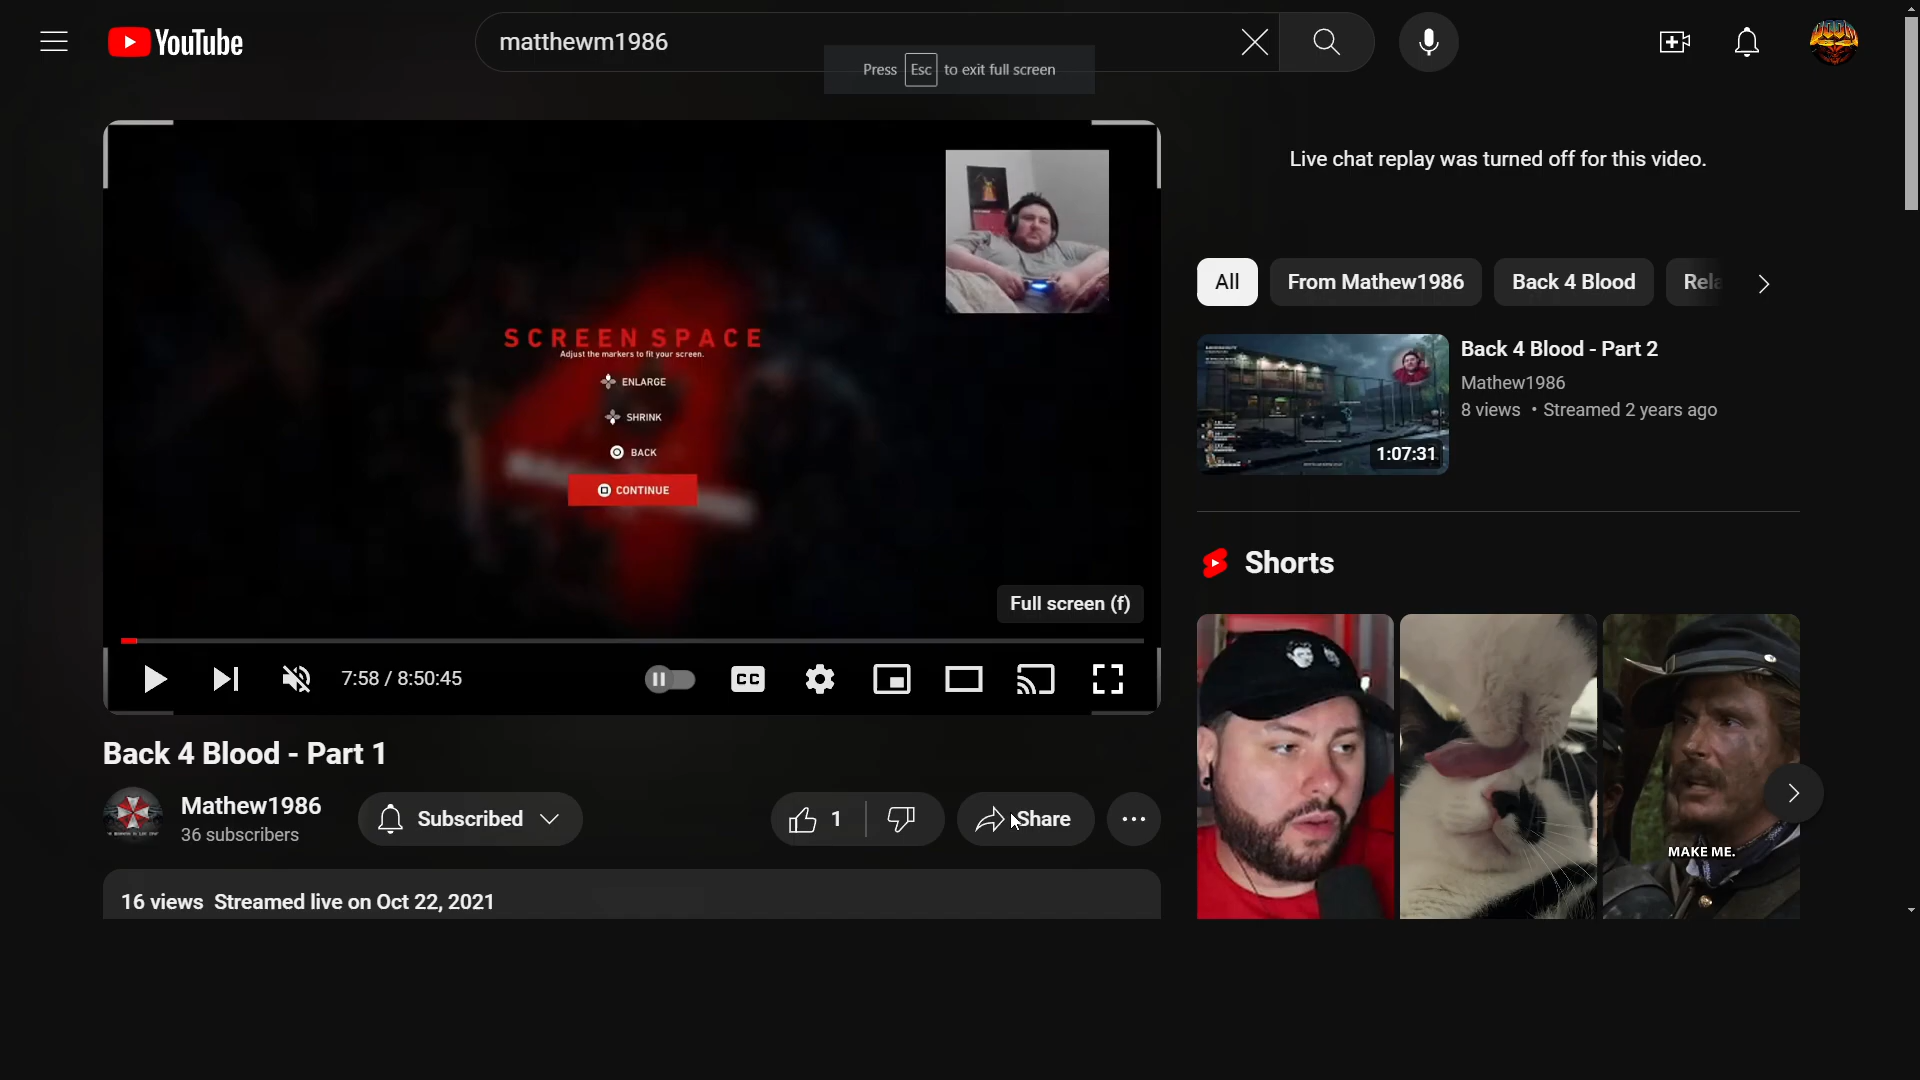 YouTube
matthewm1986
Press Esc to exit full screen
Live chat replay was turned off for this video.
All
From Mathew1986
Back 4 Blood
SCREEN SPACE
Adjust the markers to fit your screen.
ENLARGE
SHRINK
BACK
CONTINUE
Full screen (f)
7:58 / 8:50:45
CC
Back 4 Blood - Part 2
Mathew1986
8 views • Streamed 2 years ago
1:07:31
Shorts
MAKE ME.
Back 4 Blood - Part 1
Mathew1986
36 subscribers
Subscribed
1
Share
16 views Streamed live on Oct 22, 2021